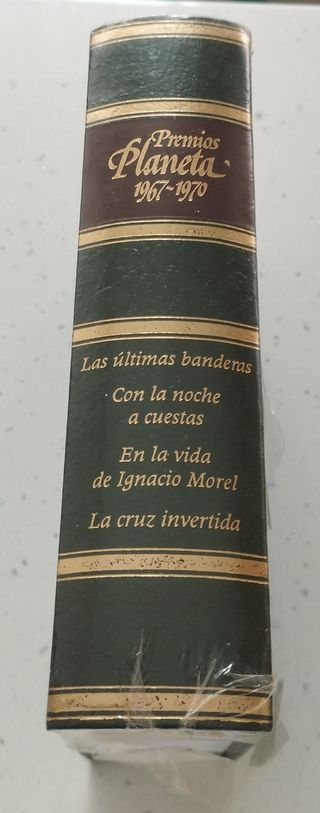 Premios
Planeta
1967-1970
Las últimas banderas
Con la noche
a cuestas
En la vida
de Ignacio Morel
La cruz invertida